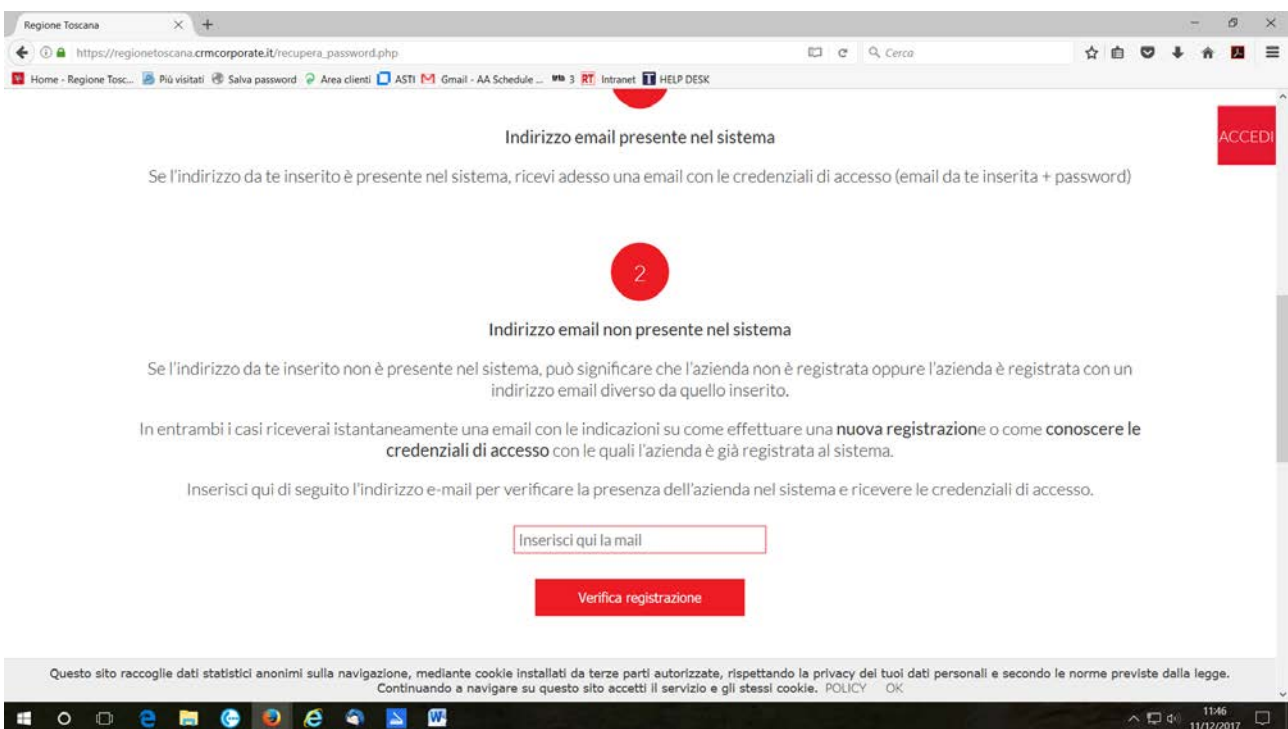 Regione Toscana
https://regionetoscana.crmcorporate.it/recupera_password.php
Cerca
Home - Regione Tosc... Più visitati Salva password Area clienti ASTI Gmail - AA Schedule ... 3 RT Intranet HELP DESK
ACCEDI
Indirizzo email presente nel sistema
Se l'indirizzo da te inserito è presente nel sistema, ricevi adesso una email con le credenziali di accesso (email da te inserita + password)
2
Indirizzo email non presente nel sistema
Se l'indirizzo da te inserito non è presente nel sistema, può significare che l'azienda non è registrata oppure l'azienda è registrata con un
indirizzo email diverso da quello inserito.
In entrambi i casi riceverai istantaneamente una email con le indicazioni su come effettuare una nuova registrazione o come conoscere le
credenziali di accesso con le quali l'azienda è già registrata al sistema.
Inserisci qui di seguito l'indirizzo e-mail per verificare la presenza dell'azienda nel sistema e ricevere le credenziali di accesso.
Inserisci qui la mail
Verifica registrazione
Questo sito raccoglie dati statistici anonimi sulla navigazione, mediante cookie installati da terze parti autorizzate, rispettando la privacy dei tuoi dati personali e secondo le norme previste dalla legge.
Continuando a navigare su questo sito accetti il servizio e gli stessi cookie. POLICY OK
11:46
11/12/2017